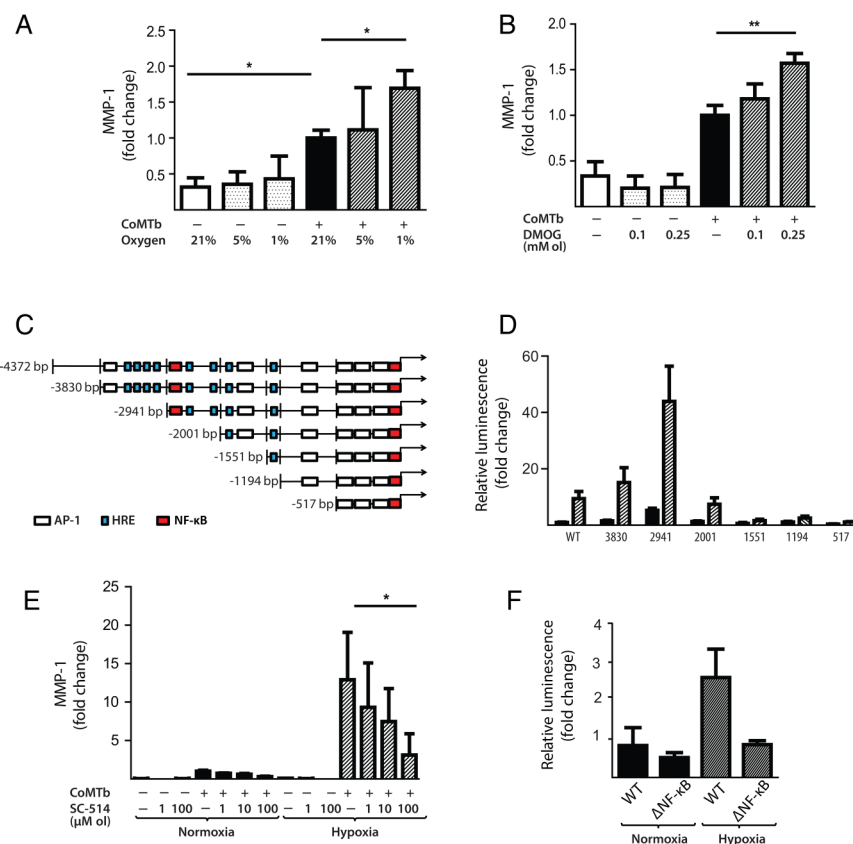 A
MMP-1
(fold change)
2.5
2.0
1.5
1.0
0.5
*
*
CoMTb – – – + + +
Oxygen 21% 5% 1% 21% 5% 1%
B
MMP-1
(fold change)
2.0
1.5
1.0
0.5
**
CoMTb – – – + + +
DMOG – 0.1 0.25 – 0.1 0.25
(mM ol)
C
-4372 bp
-3830 bp
-2941 bp
-2001 bp
-1551 bp
-1194 bp
-517 bp
AP-1 HRE NF-κB
D
Relative luminescence
(fold change)
60
40
20
WT 3830 2941 2001 1551 1194 517
E
MMP-1
(fold change)
25
20
15
10
5
*
CoMTb – – – + + + + – – – + + + +
SC-514 – 1 100 – 1 10 100 – 1 100 – 1 10 100
(μM ol)
Normoxia Hypoxia
F
Relative luminescence
(fold change)
4
3
2
1
WT ΔNF-κB WT ΔNF-κB
Normoxia Hypoxia